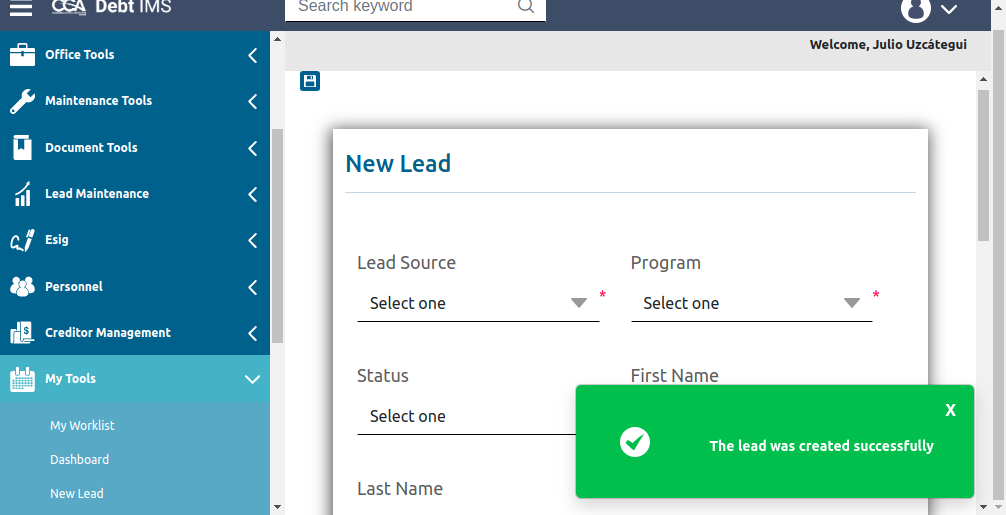 CCA Debt IMS
Search keyword
Welcome, Julio Uzcátegui
Office Tools
Maintenance Tools
Document Tools
Lead Maintenance
Esig
Personnel
Creditor Management
My Tools
My Worklist
Dashboard
New Lead
New Lead
Lead Source
Program
Select one
*
Select one
*
Status
First Name
Select one
X
The lead was created successfully
Last Name